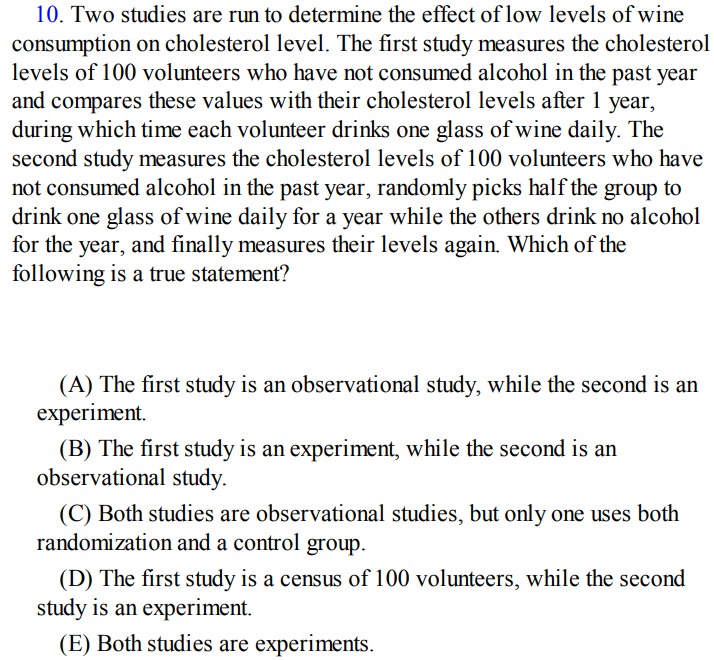 10. Two studies are run to determine the effect of low levels of wine
consumption on cholesterol level. The first study measures the cholesterol
levels of 100 volunteers who have not consumed alcohol in the past year
and compares these values with their cholesterol levels after 1 year,
during which time each volunteer drinks one glass of wine daily. The
second study measures the cholesterol levels of 100 volunteers who have
not consumed alcohol in the past year, randomly picks half the group to
drink one glass of wine daily for a year while the others drink no alcohol
for the year, and finally measures their levels again. Which of the
following is a true statement?
(A) The first study is an observational study, while the second is an
experiment.
(B) The first study is an experiment, while the second is an
observational study.
(C) Both studies are observational studies, but only one uses both
randomization and a control group.
(D) The first study is a census of 100 volunteers, while the second
study is an experiment.
(E) Both studies are experiments.